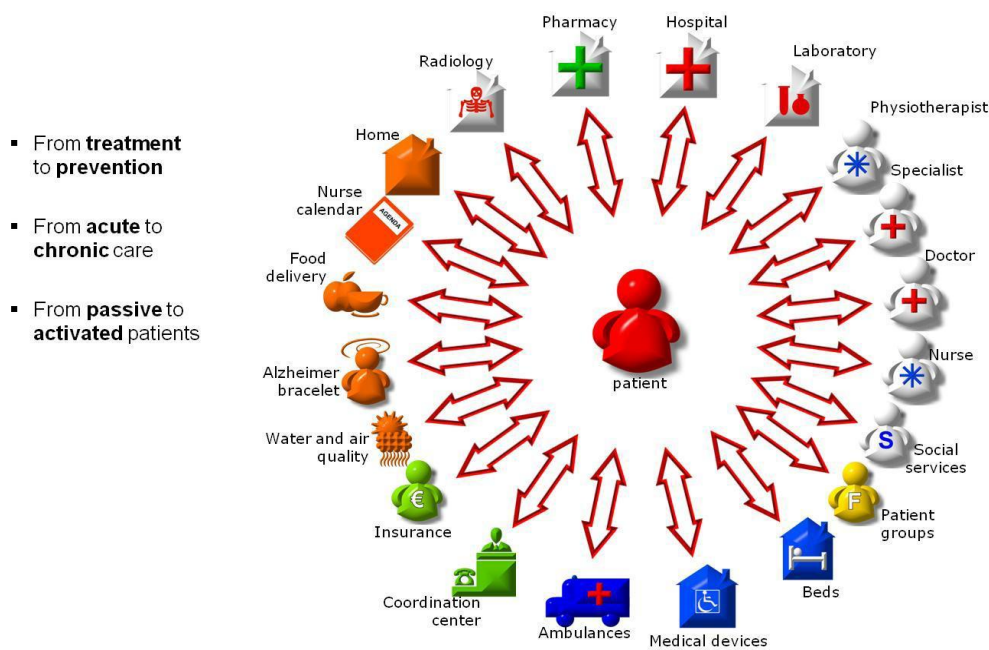 ▪ From treatment
to prevention
▪ From acute to
chronic care
▪ From passive to
activated patients
Pharmacy
Hospital
Laboratory
Physiotherapist
Specialist
Doctor
Nurse
S
Social
services
F
Patient
groups
Beds
Medical devices
Ambulances
Coordination
center
€
Insurance
Water and air
quality
Alzheimer
bracelet
Food
delivery
Nurse
calendar
AGENDA
Home
Radiology
patient